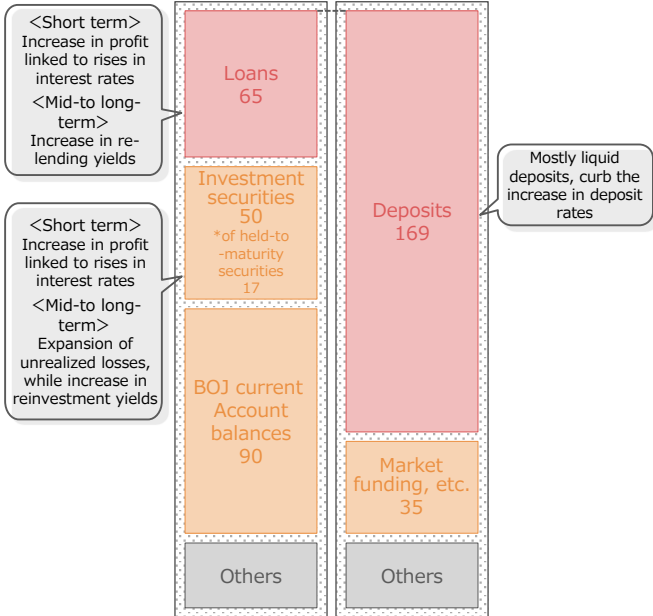 <Short term>
Increase in profit
linked to rises in
interest rates
<Mid-to long-
term>
Increase in re-
lending yields
<Short term>
Increase in profit
linked to rises in
interest rates
<Mid-to long-
term>
Expansion of
unrealized losses,
while increase in
reinvestment yields
Loans
65
Investment
securities
50
*of held-to
-maturity
securities
17
BOJ current
Account
balances
90
Others
Deposits
169
Market
funding, etc.
35
Others
Mostly liquid
deposits, curb the
increase in deposit
rates